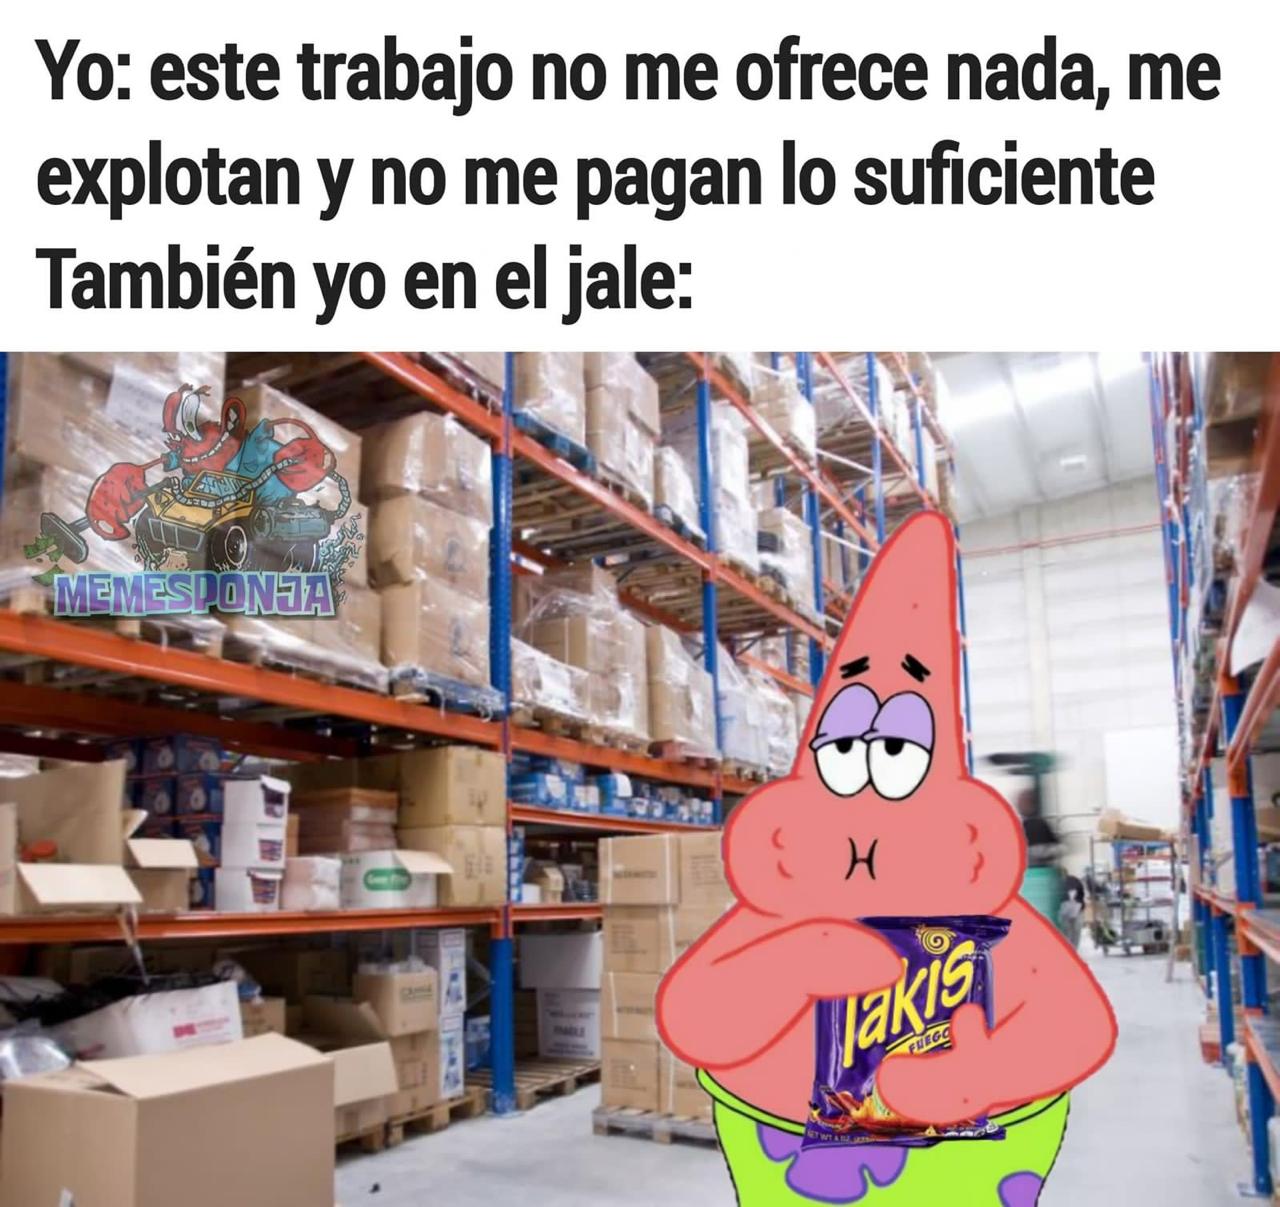 Yo: este trabajo no me ofrece nada, me
explotan y no me pagan lo suficiente
También yo en el jale:
MEMESPONJA
Takis
FUEGO